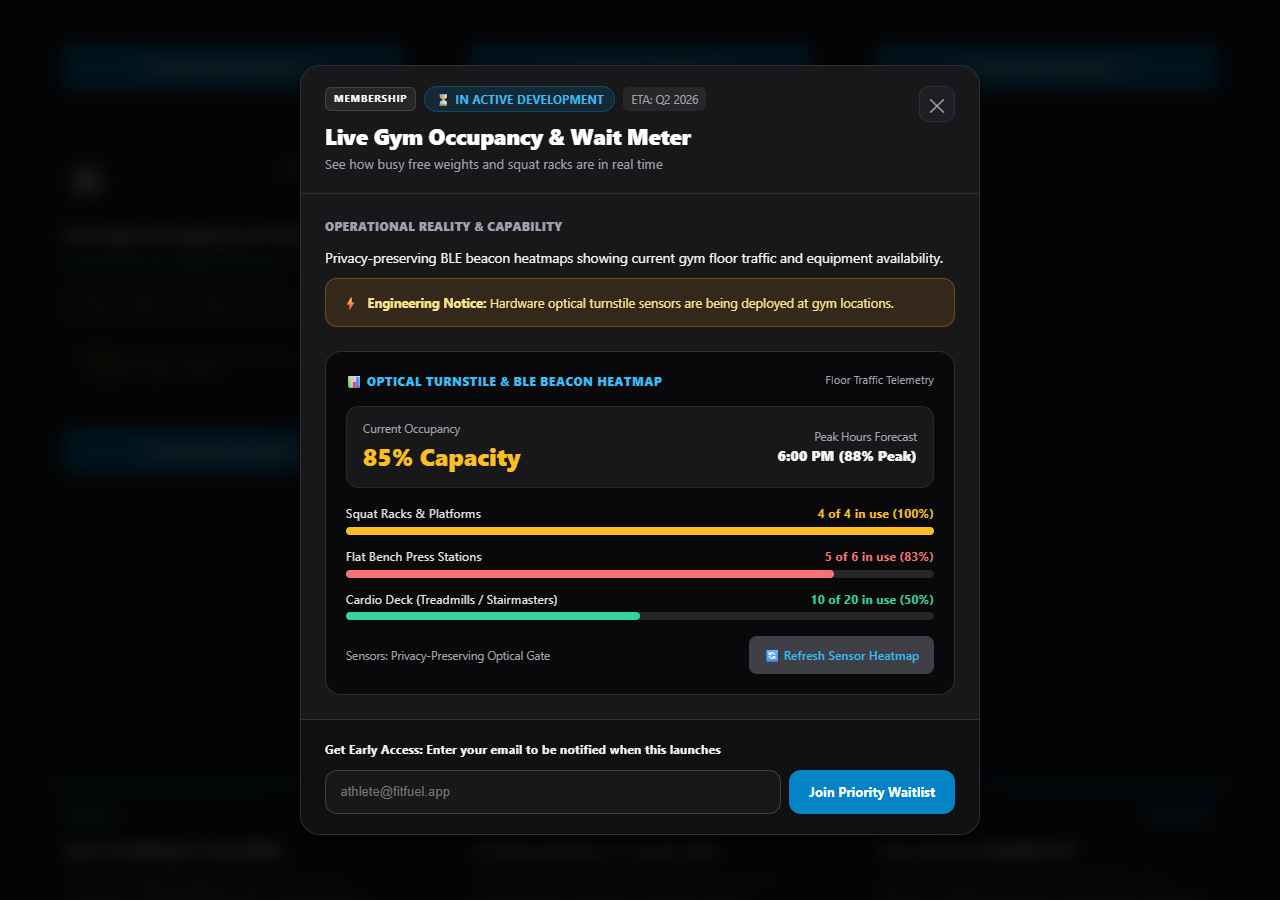 MEMBERSHIP
⏳ IN ACTIVE DEVELOPMENT
ETA: Q2 2026
Live Gym Occupancy & Wait Meter
See how busy free weights and squat racks are in real time
OPERATIONAL REALITY & CAPABILITY
Privacy-preserving BLE beacon heatmaps showing current gym floor traffic and equipment availability.
⚡ Engineering Notice: Hardware optical turnstile sensors are being deployed at gym locations.
📊 OPTICAL TURNSTILE & BLE BEACON HEATMAP
Floor Traffic Telemetry
Current Occupancy
85% Capacity
Peak Hours Forecast
6:00 PM (88% Peak)
Squat Racks & Platforms
4 of 4 in use (100%)
Flat Bench Press Stations
5 of 6 in use (83%)
Cardio Deck (Treadmills / Stairmasters)
10 of 20 in use (50%)
Sensors: Privacy-Preserving Optical Gate
🔄 Refresh Sensor Heatmap
Get Early Access: Enter your email to be notified when this launches
athlete@fitfuel.app
Join Priority Waitlist